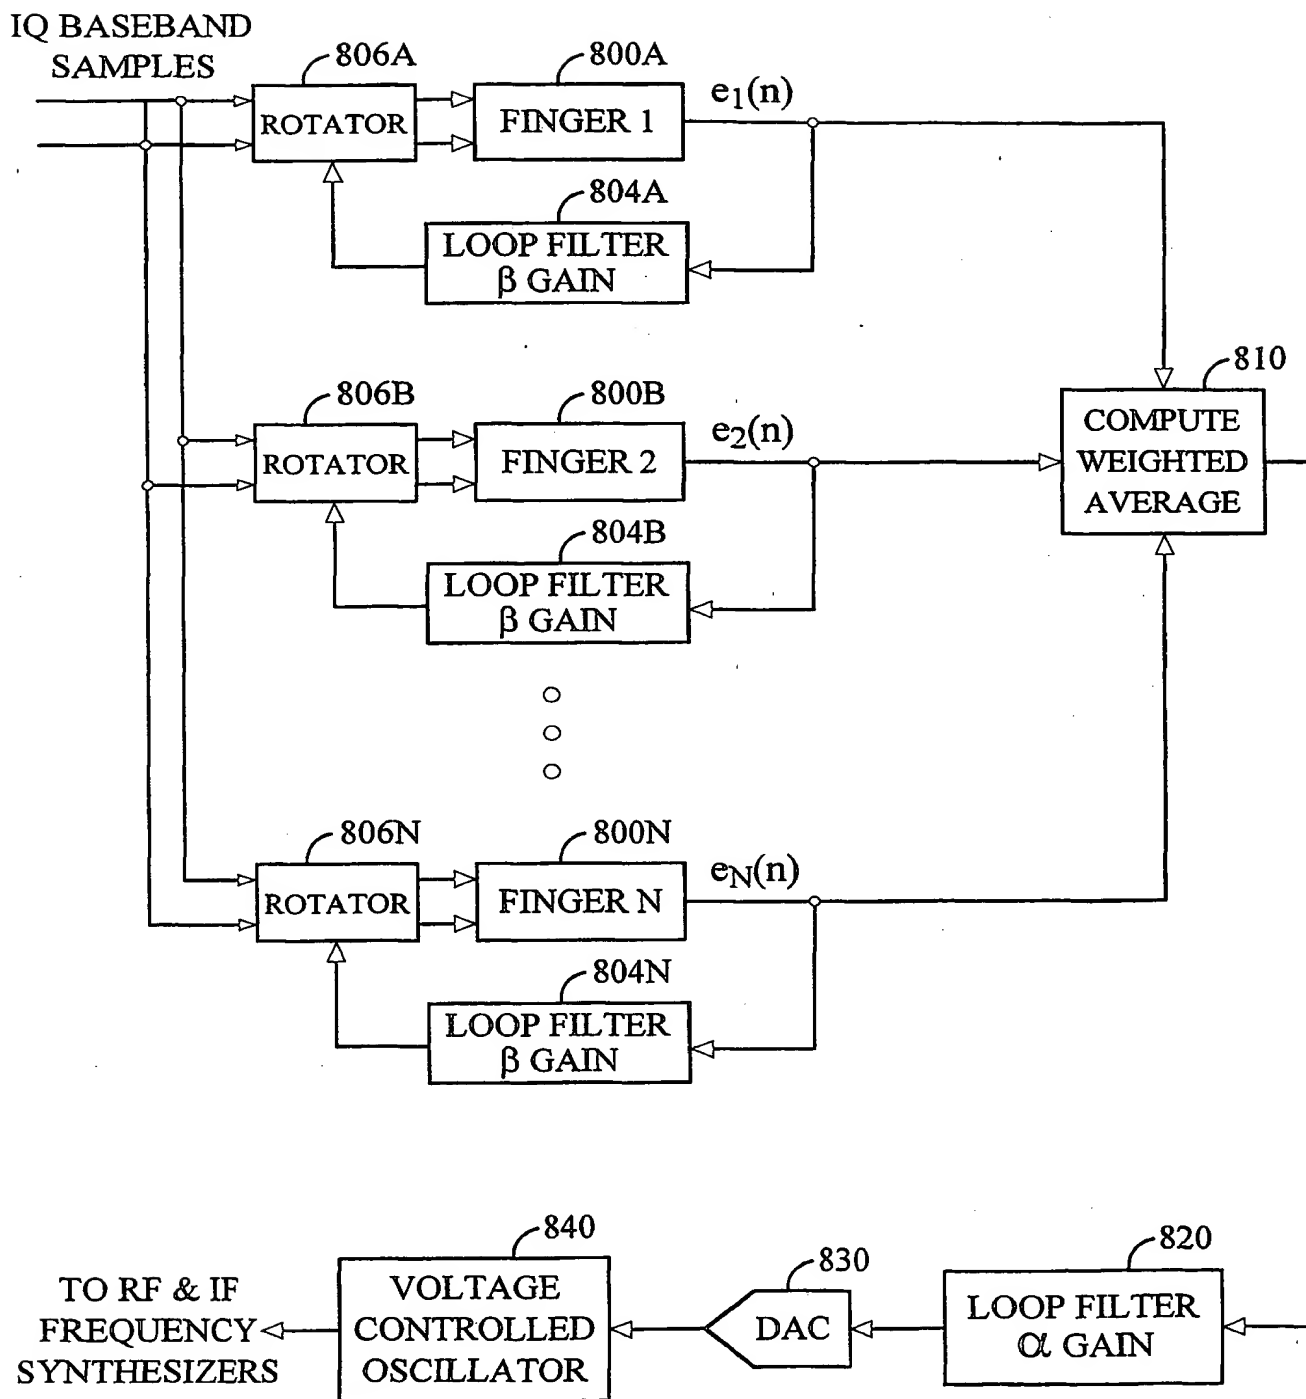 IQ BASEBAND
SAMPLES
806A
ROTATOR
800A
FINGER 1
e₁(n)
804A
LOOP FILTER
β GAIN
806B
ROTATOR
800B
FINGER 2
e₂(n)
804B
LOOP FILTER
β GAIN
810
COMPUTE
WEIGHTED
AVERAGE
806N
ROTATOR
800N
FINGER N
e_N(n)
804N
LOOP FILTER
β GAIN
TO RF & IF
FREQUENCY
SYNTHESIZERS
840
VOLTAGE
CONTROLLED
OSCILLATOR
830
DAC
820
LOOP FILTER
α GAIN